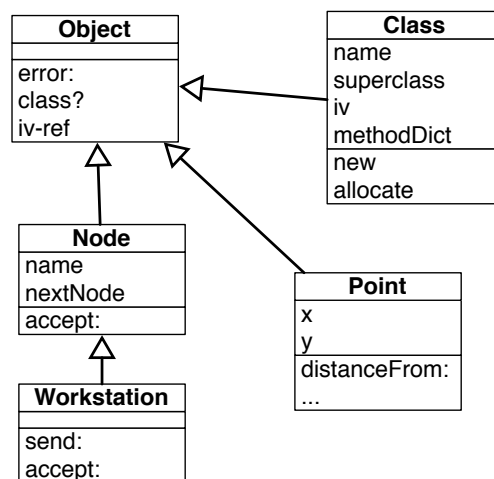 Object
error:
class?
iv-ref
Class
name
superclass
iv
methodDict
new
allocate
Node
name
nextNode
accept:
Point
x
y
distanceFrom:
...
Workstation
send:
accept: